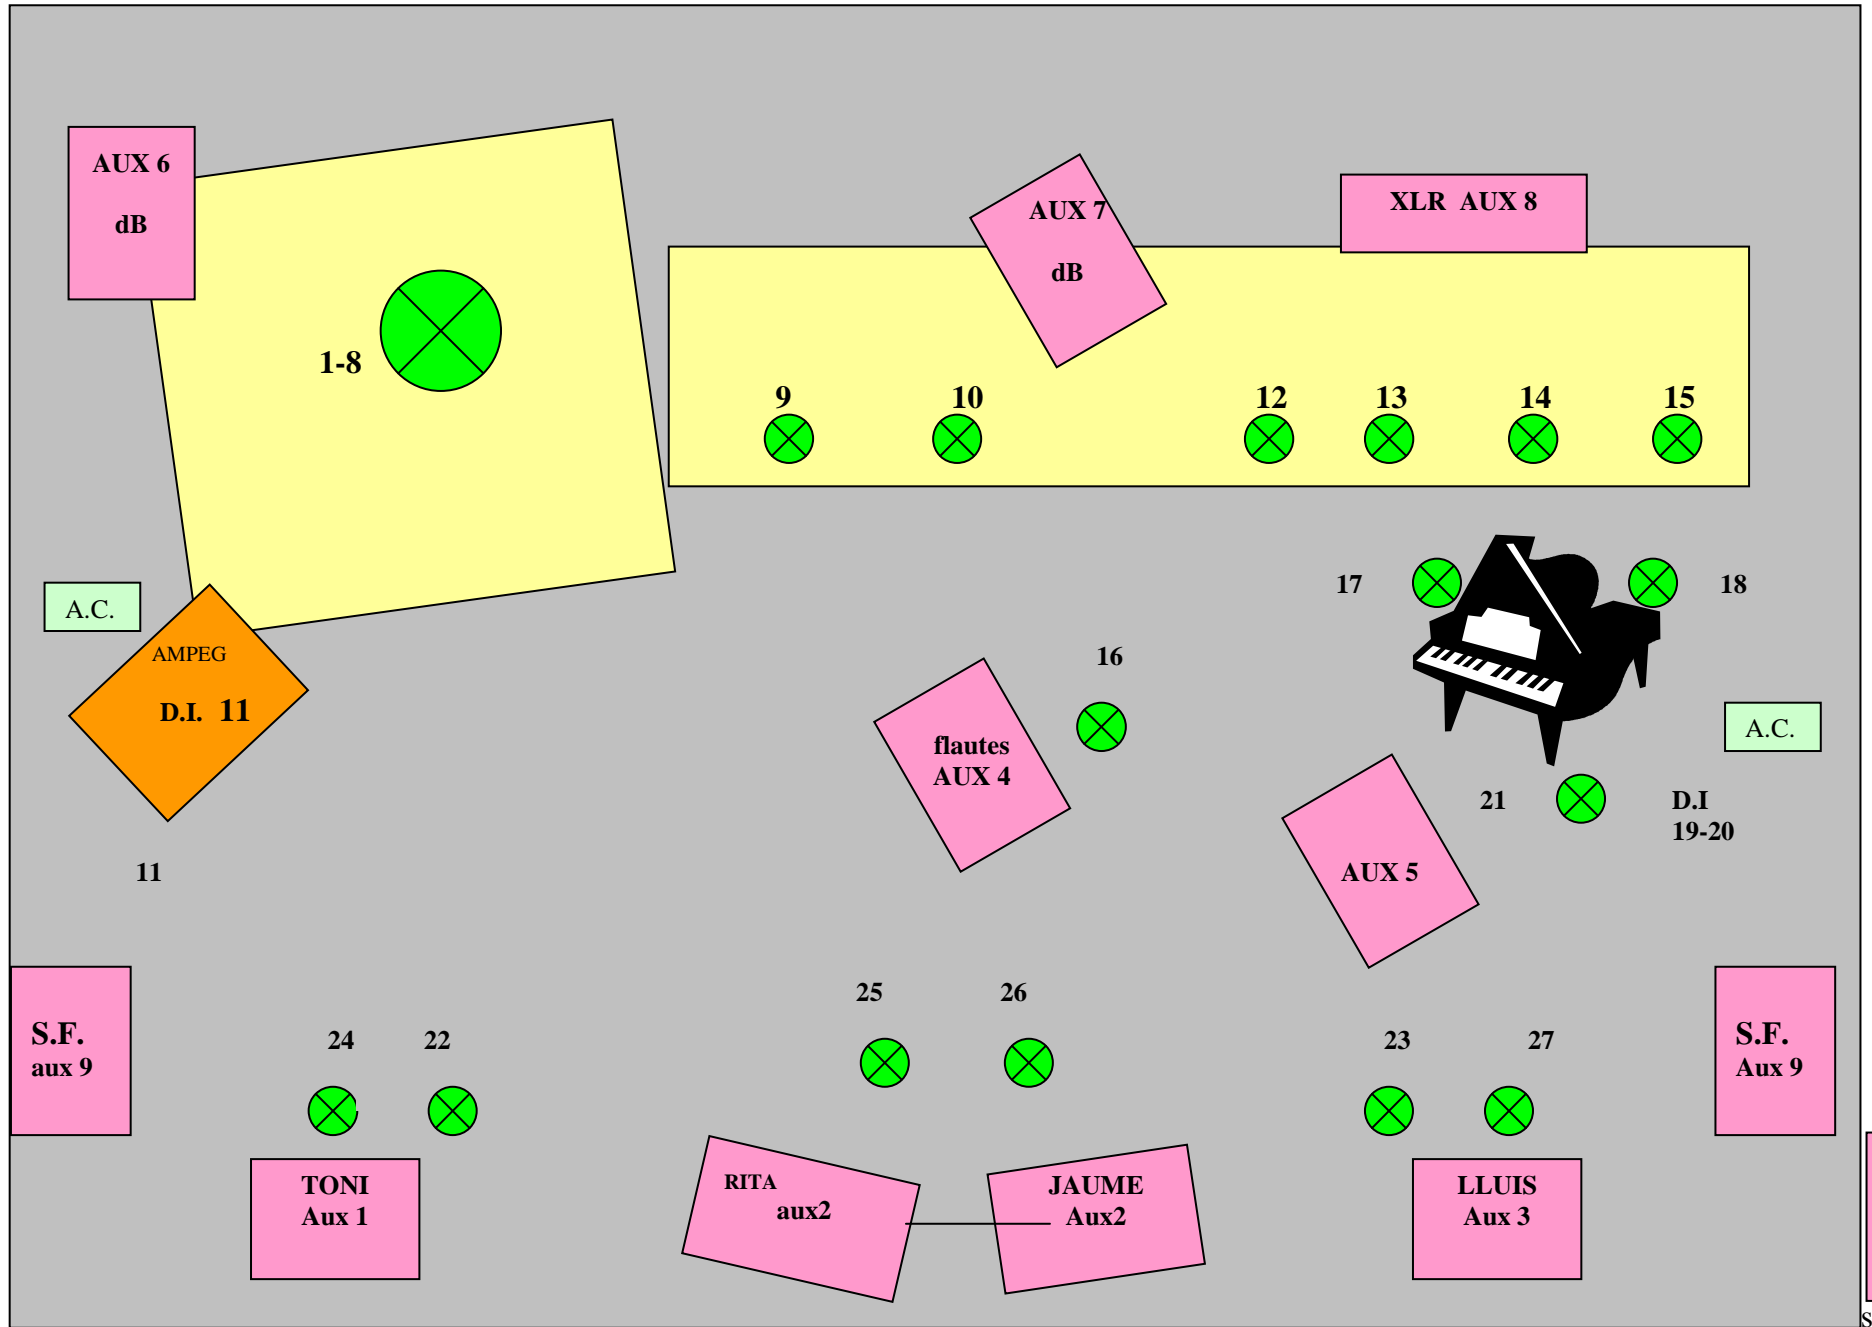 AUX 6
dB
AUX 7
dB
XLR AUX 8
1-8
9
10
12
13
14
15
17
18
A.C.
AMPEG
D.I. 11
11
16
flautes
AUX 4
A.C.
21
D.I
19-20
AUX 5
S.F.
aux 9
24
22
25
26
23
27
S.F.
Aux 9
TONI
Aux 1
RITA
aux2
JAUME
Aux2
LLUIS
Aux 3